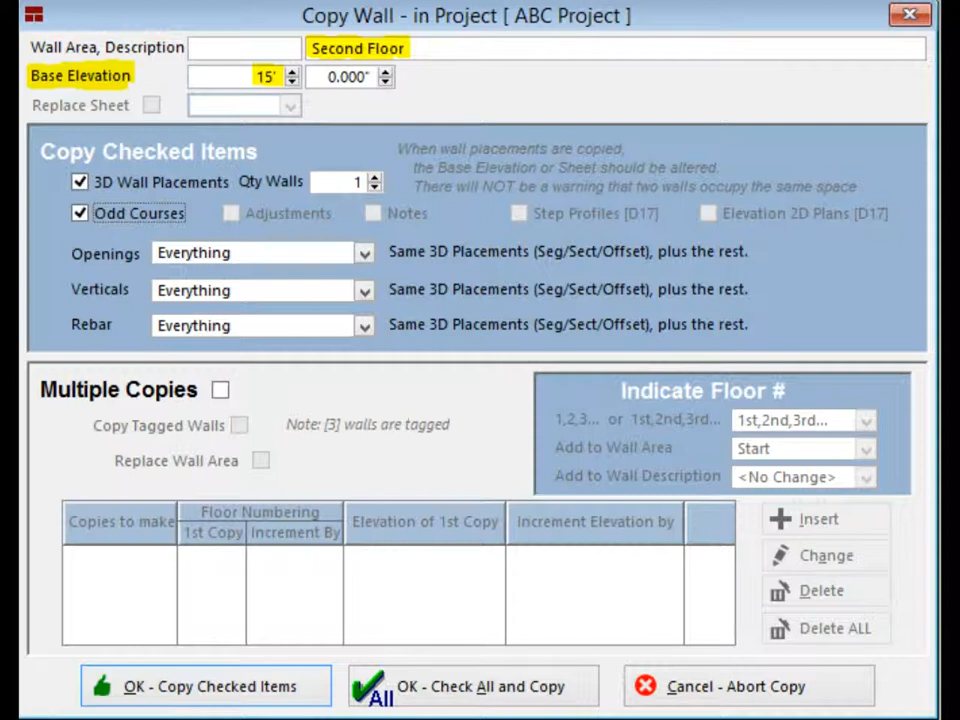 Copy Wall - in Project [ ABC Project ]
Wall Area, Description Second Floor
Base Elevation 15' 0.000"
Replace Sheet
Copy Checked Items
When wall placements are copied,
the Base Elevation or Sheet should be altered.
There will NOT be a warning that two walls occupy the same space
3D Wall Placements Qty Walls 1
Odd Courses Adjustments Notes Step Profiles [D17] Elevation 2D Plans [D17]
Openings Everything Same 3D Placements (Seg/Sect/Offset), plus the rest.
Verticals Everything Same 3D Placements (Seg/Sect/Offset), plus the rest.
Rebar Everything Same 3D Placements (Seg/Sect/Offset), plus the rest.
Multiple Copies
Copy Tagged Walls Note: [3] walls are tagged
Replace Wall Area
Indicate Floor #
1,2,3... or 1st,2nd,3rd... 1st,2nd,3rd...
Add to Wall Area Start
Add to Wall Description <No Change>
Copies to make Floor Numbering Elevation of 1st Copy Increment Elevation by
1st Copy Increment By
Insert
Change
Delete
Delete ALL
OK - Copy Checked Items All OK - Check All and Copy Cancel - Abort Copy